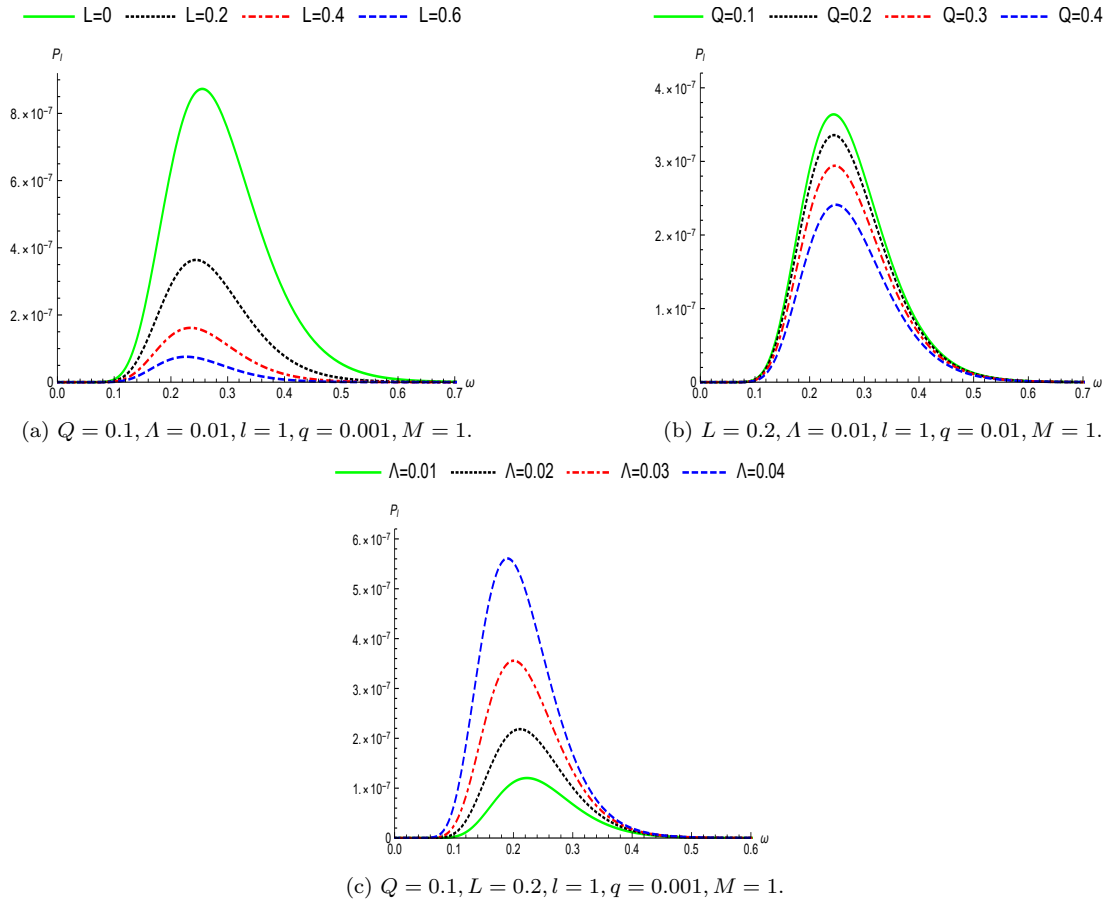 L=0 L=0.2 L=0.4 L=0.6
P_l
8.×10⁻⁷
6.×10⁻⁷
4.×10⁻⁷
2.×10⁻⁷
0
0.0 0.1 0.2 0.3 0.4 0.5 0.6 0.7 ω
(a) Q = 0.1, Λ = 0.01, l = 1, q = 0.001, M = 1.
Q=0.1 Q=0.2 Q=0.3 Q=0.4
P_l
4.×10⁻⁷
3.×10⁻⁷
2.×10⁻⁷
1.×10⁻⁷
0
0.0 0.1 0.2 0.3 0.4 0.5 0.6 0.7 ω
(b) L = 0.2, Λ = 0.01, l = 1, q = 0.01, M = 1.
Λ=0.01 Λ=0.02 Λ=0.03 Λ=0.04
P_l
6.×10⁻⁷
5.×10⁻⁷
4.×10⁻⁷
3.×10⁻⁷
2.×10⁻⁷
1.×10⁻⁷
0
0.0 0.1 0.2 0.3 0.4 0.5 0.6 ω
(c) Q = 0.1, L = 0.2, l = 1, q = 0.001, M = 1.